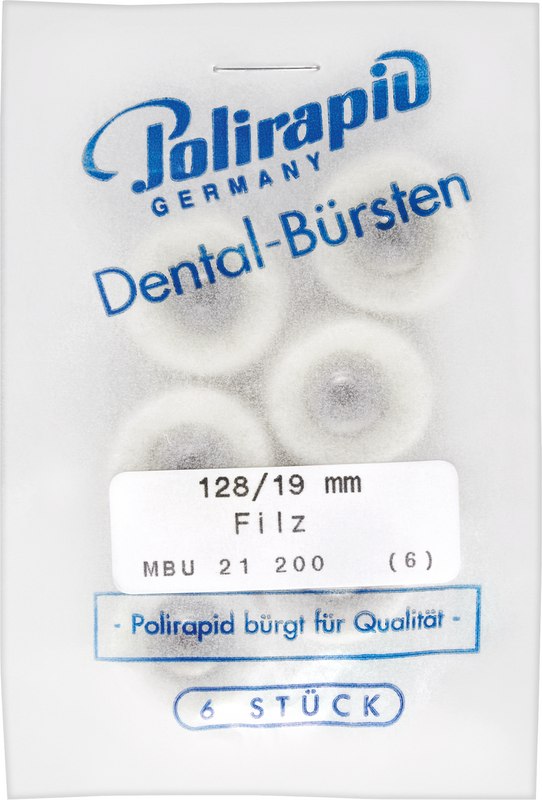 Polirapid
GERMANY
Dental-Bürsten
128/19 mm
Filz
MBU 21 200 (6)
- Polirapid bürgt für Qualität -
6 STÜCK